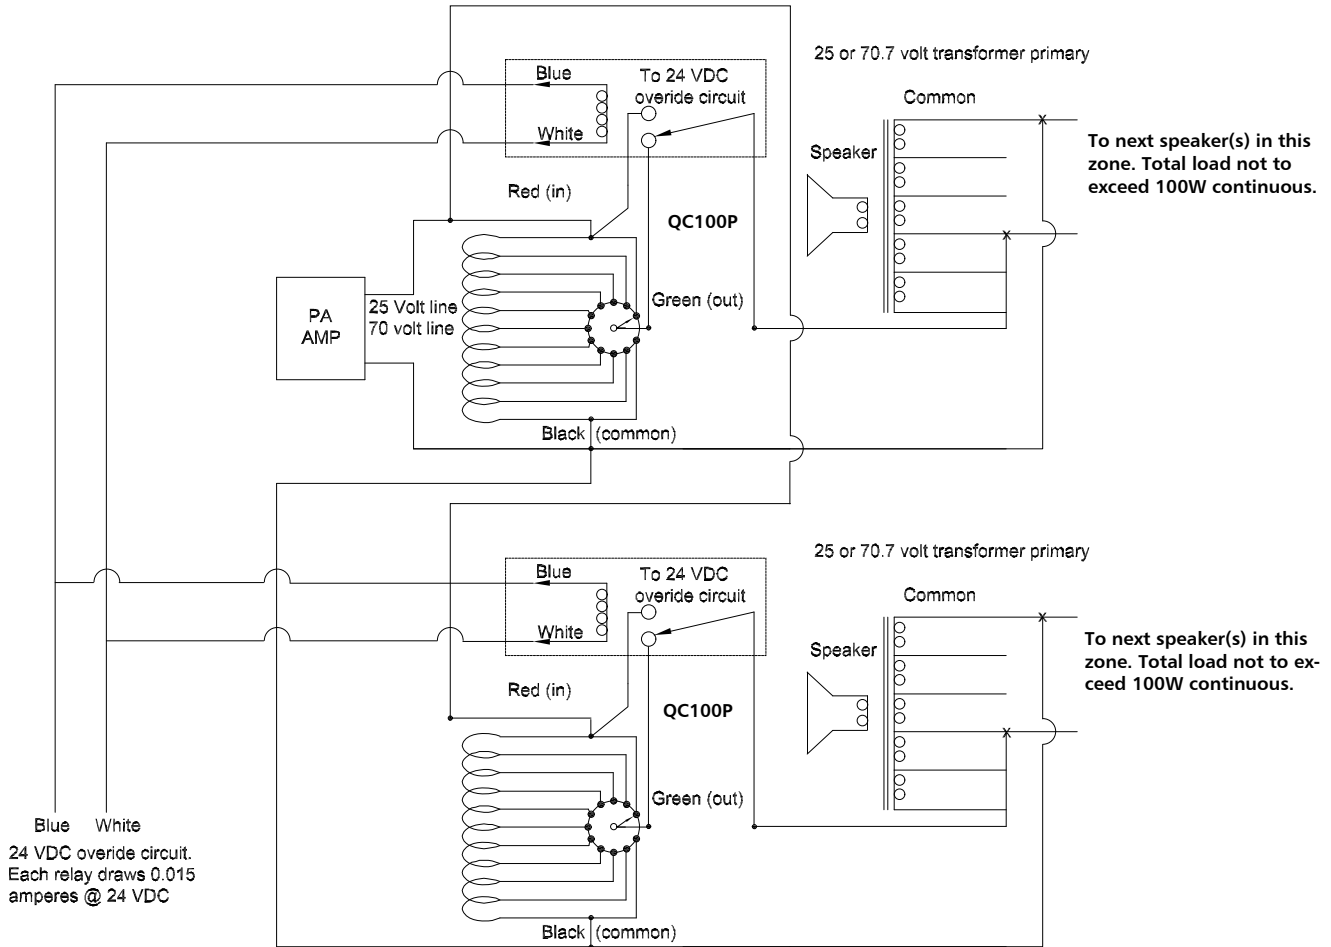 25 or 70.7 volt transformer primary
Blue
To 24 VDC
overide circuit
Common
White
To next speaker(s) in this
zone. Total load not to
exceed 100W continuous.
Speaker
Red (in)
QC100P
Green (out)
25 Volt line
70 volt line
PA
AMP
Black (common)
25 or 70.7 volt transformer primary
Blue
To 24 VDC
overide circuit
Common
White
To next speaker(s) in this
zone. Total load not to ex-
ceed 100W continuous.
Speaker
Red (in)
QC100P
Green (out)
Blue White
24 VDC overide circuit.
Each relay draws 0.015
amperes @ 24 VDC
Black (common)